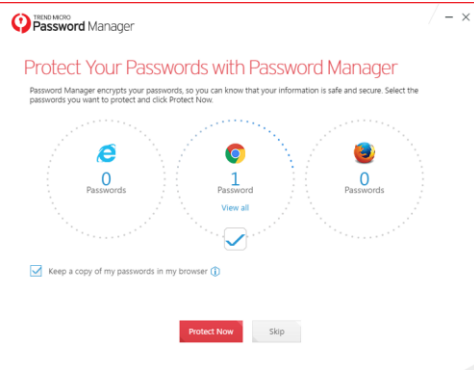 TREND MICRO
Password Manager
Protect Your Passwords with Password Manager
Password Manager encrypts your passwords, so you can know that your information is safe and secure. Select the
passwords you want to protect and click Protect Now.
0
Passwords
1
Password
View all
0
Passwords
Keep a copy of my passwords in my browser
Protect Now
Skip